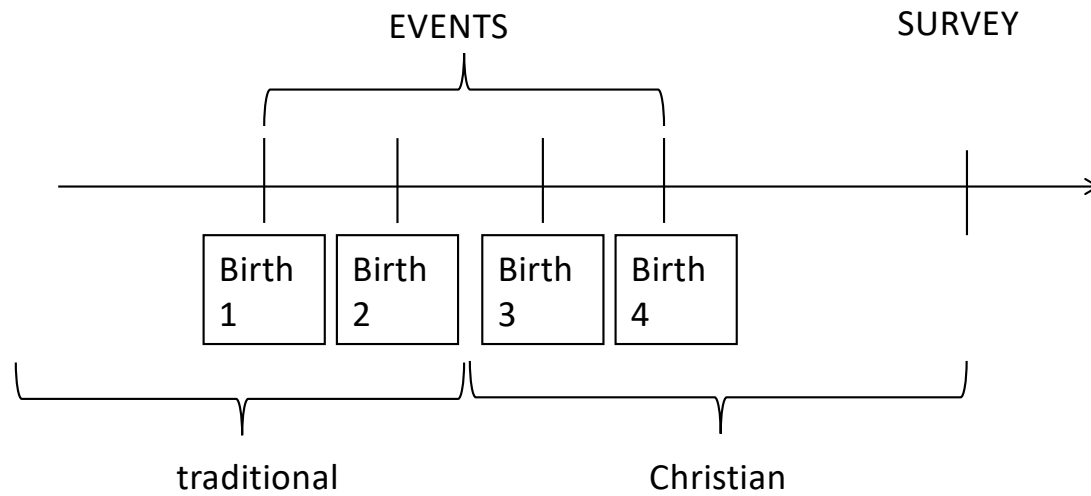 EVENTS
SURVEY
Birth
1
Birth
2
Birth
3
Birth
4
traditional
Christian